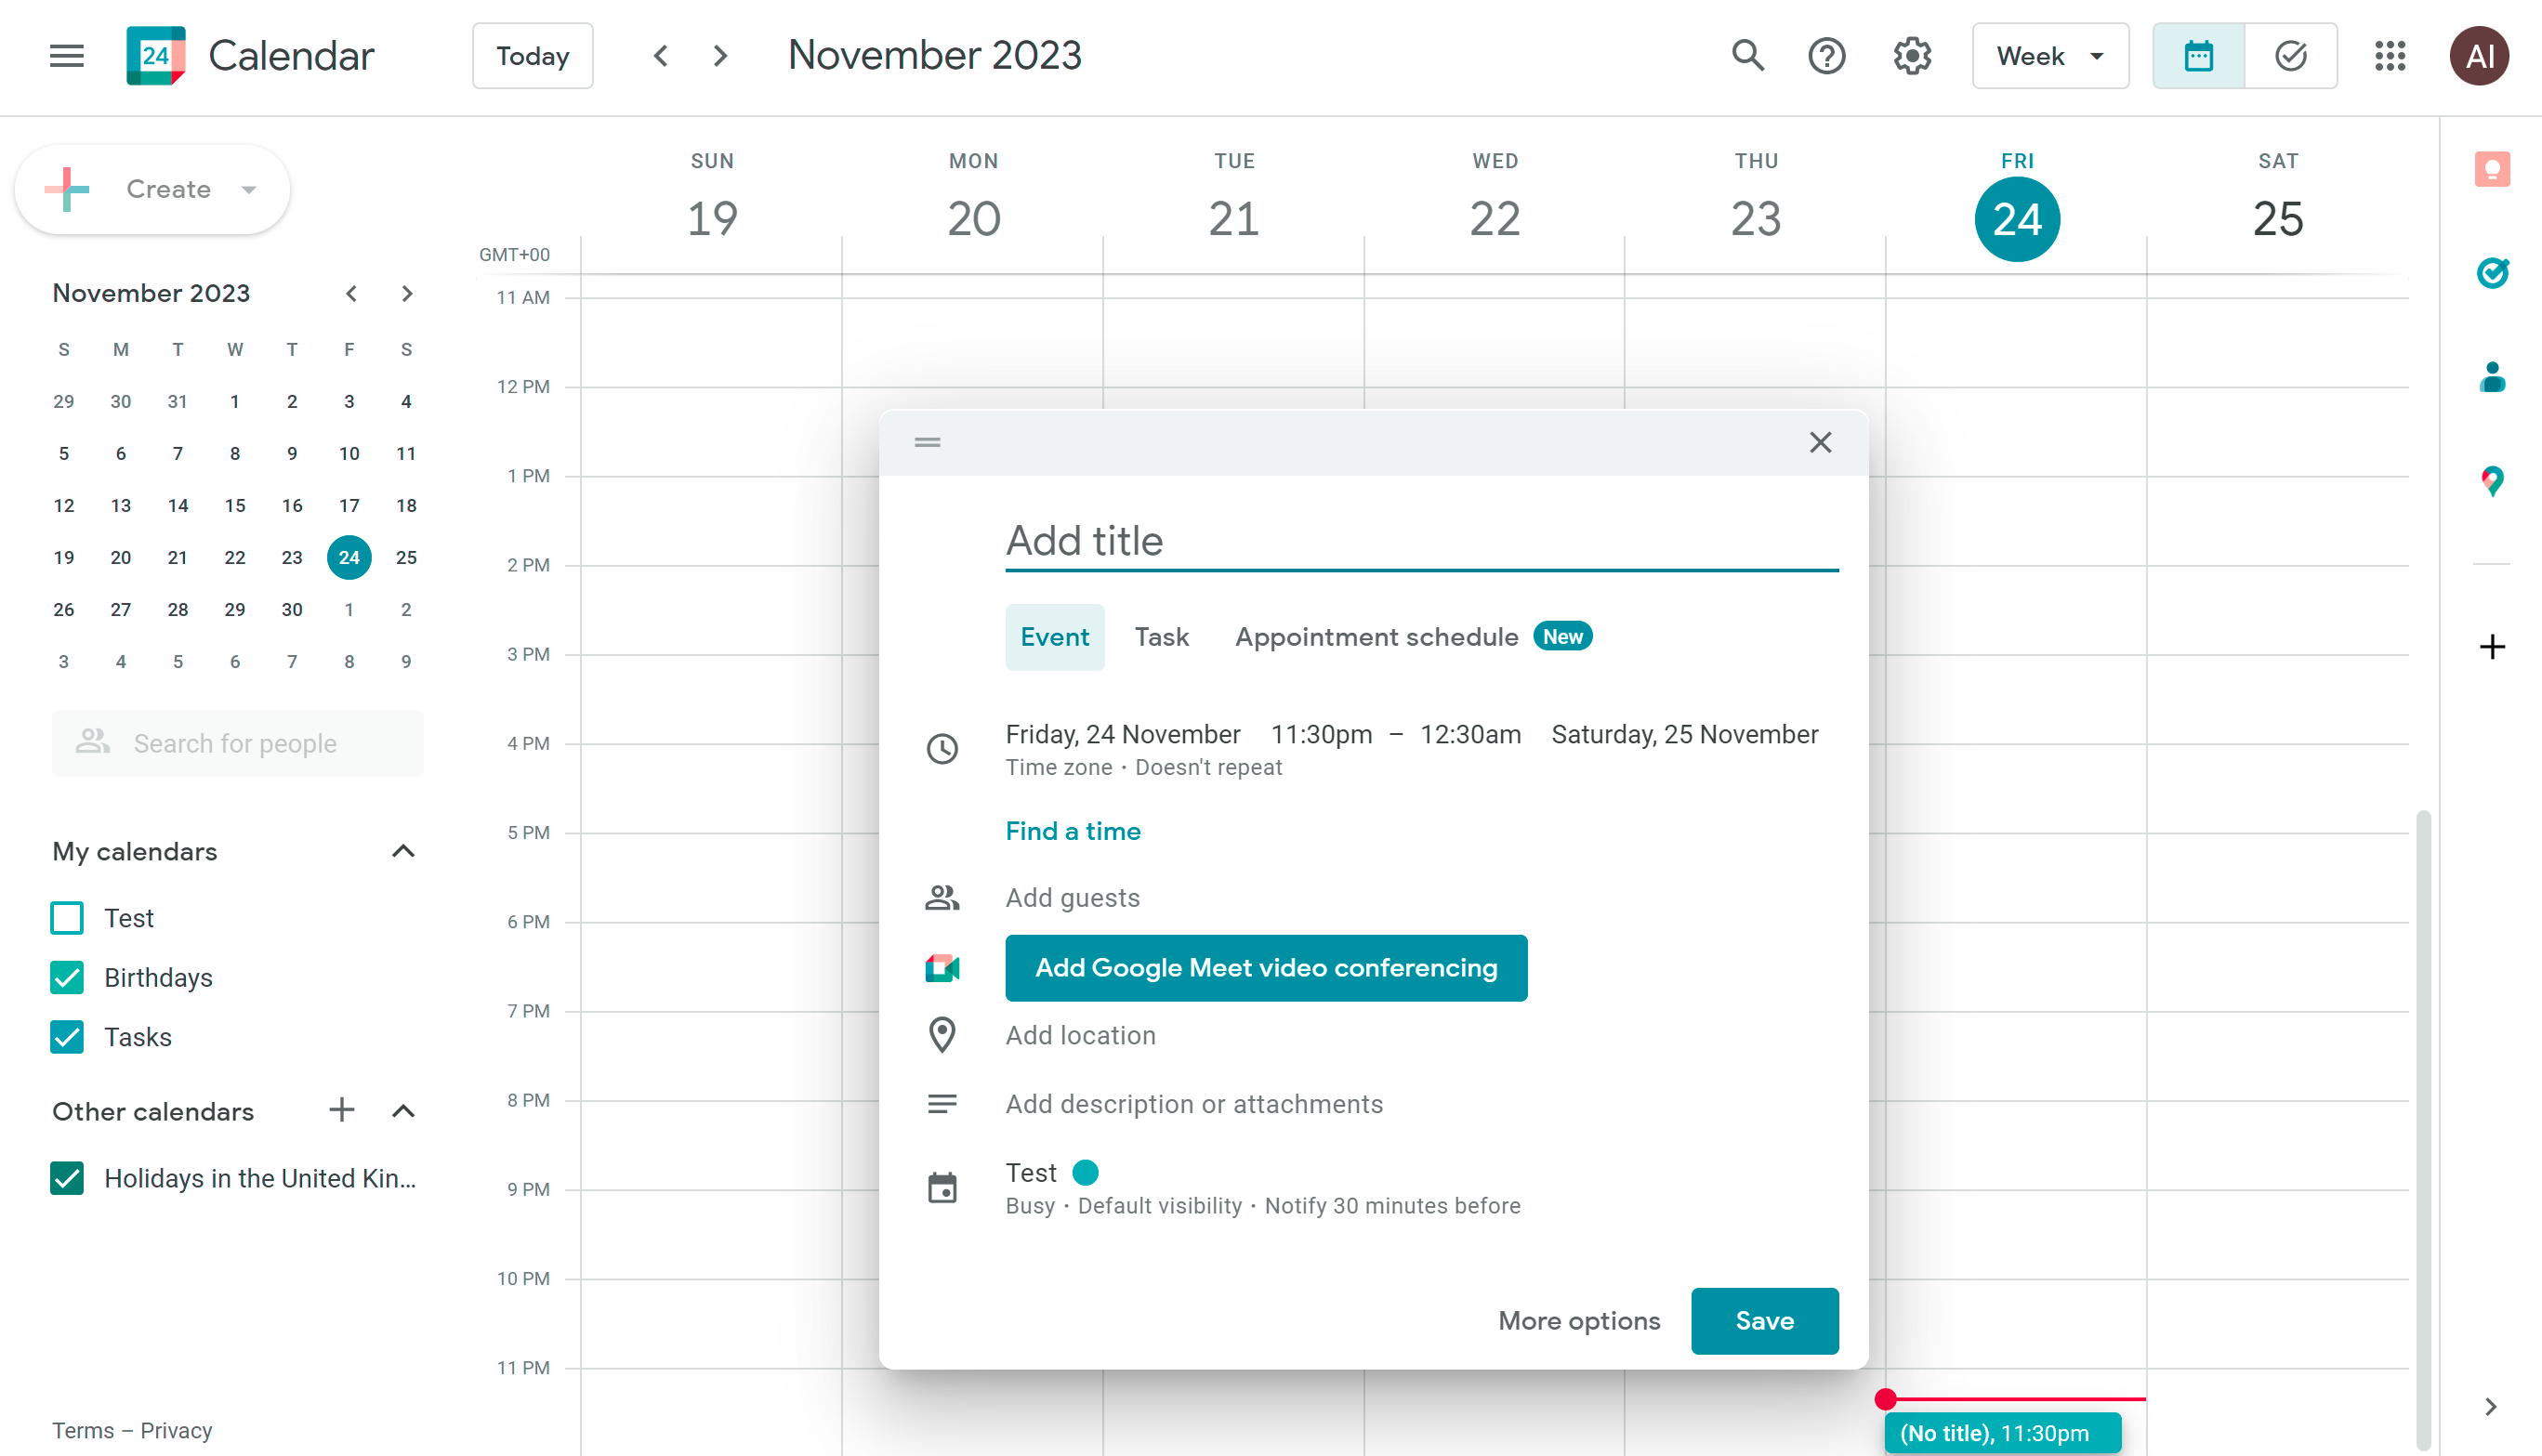 24 Calendar Today November 2023 Week AI
Create
November 2023
S M T W T F S
29 30 31 1 2 3 4
5 6 7 8 9 10 11
12 13 14 15 16 17 18
19 20 21 22 23 24 25
26 27 28 29 30 1 2
3 4 5 6 7 8 9
Search for people
My calendars
Test
Birthdays
Tasks
Other calendars
Holidays in the United Kin...
Terms – Privacy
SUN MON TUE WED THU FRI SAT
19 20 21 22 23 24 25
GMT+00
11 AM
12 PM
1 PM
2 PM
3 PM
4 PM
5 PM
6 PM
7 PM
8 PM
9 PM
10 PM
11 PM
Add title
Event Task Appointment schedule New
Friday, 24 November 11:30pm – 12:30am Saturday, 25 November
Time zone · Doesn't repeat
Find a time
Add guests
Add Google Meet video conferencing
Add location
Add description or attachments
Test
Busy · Default visibility · Notify 30 minutes before
More options Save
(No title), 11:30pm